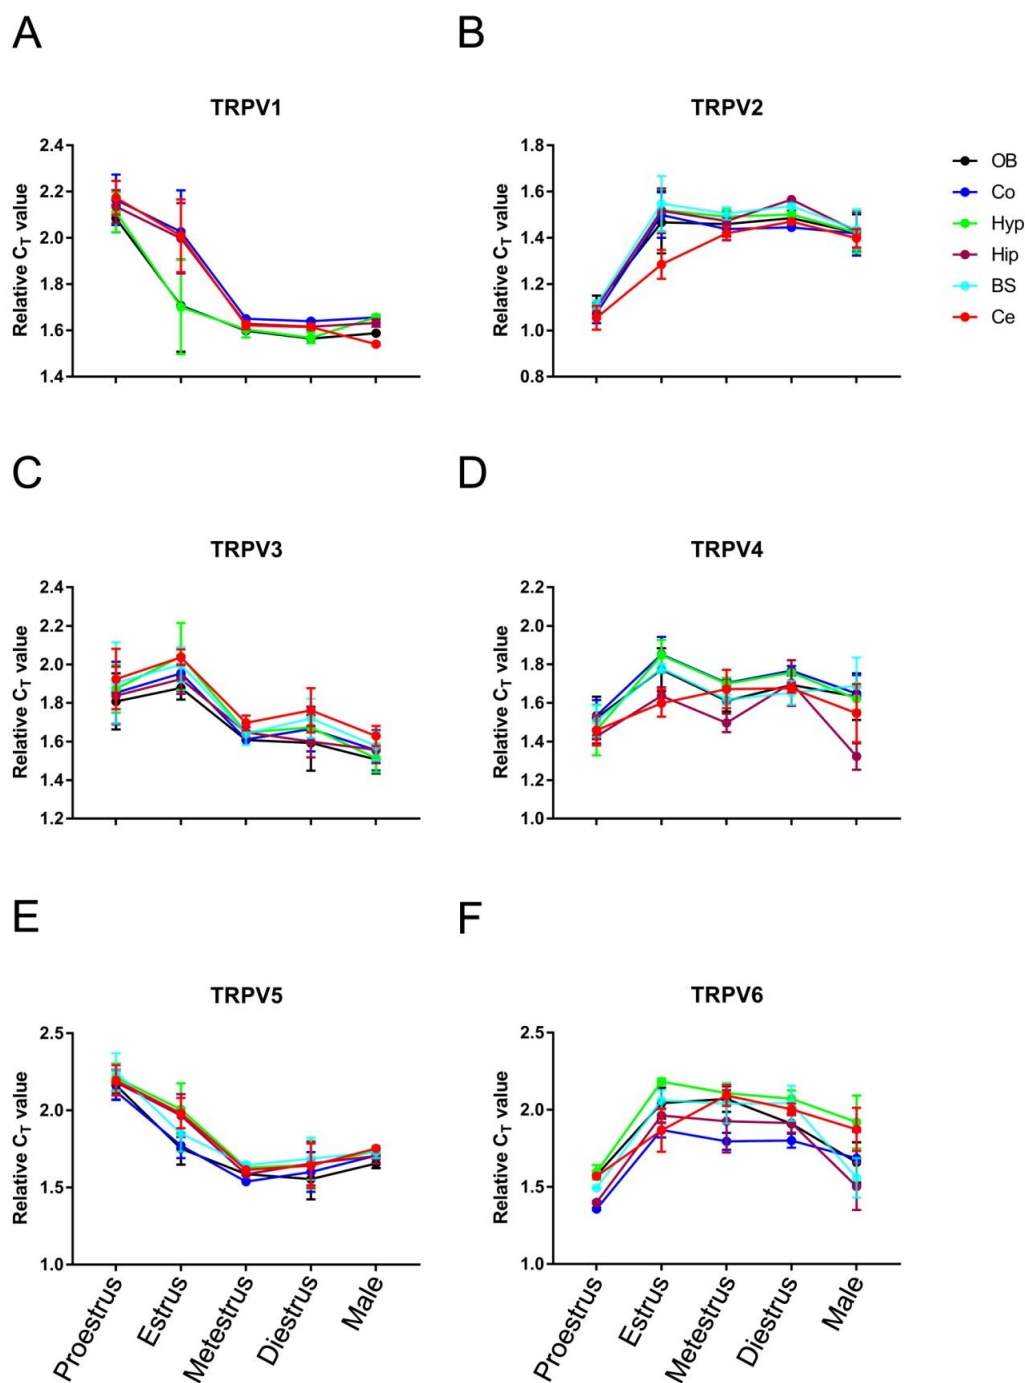 A
B
TRPV1
Relative CT value
2.4
2.2
2.0
1.8
1.6
1.4
TRPV2
Relative CT value
1.8
1.6
1.4
1.2
1.0
0.8
OB
Co
Hyp
Hip
BS
Ce
C
D
TRPV3
Relative CT value
2.4
2.2
2.0
1.8
1.6
1.4
1.2
TRPV4
Relative CT value
2.2
2.0
1.8
1.6
1.4
1.2
1.0
E
F
TRPV5
Relative CT value
2.5
2.0
1.5
1.0
Proestrus
Estrus
Metestrus
Diestrus
Male
TRPV6
Relative CT value
2.5
2.0
1.5
1.0
Proestrus
Estrus
Metestrus
Diestrus
Male